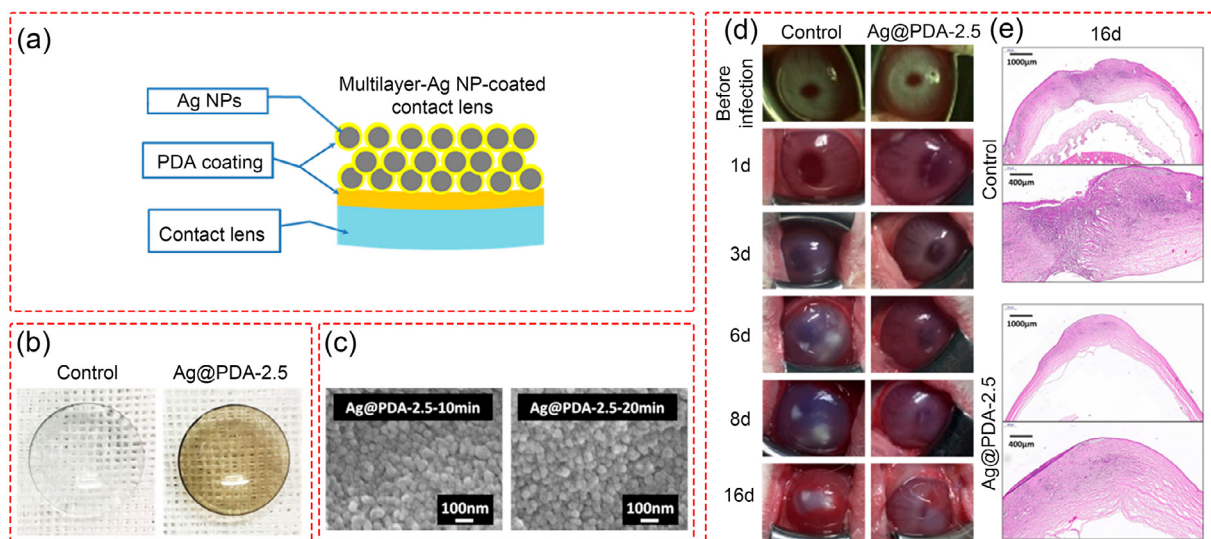 (a)
Multilayer-Ag NP-coated
contact lens
Ag NPs
PDA coating
Contact lens
(b)
Control
Ag@PDA-2.5
(c)
Ag@PDA-2.5-10min
100nm
Ag@PDA-2.5-20min
100nm
(d)
Control
Ag@PDA-2.5
Before
infection
1d
3d
6d
8d
16d
(e)
16d
Control
1000μm
400μm
Ag@PDA-2.5
1000μm
400μm